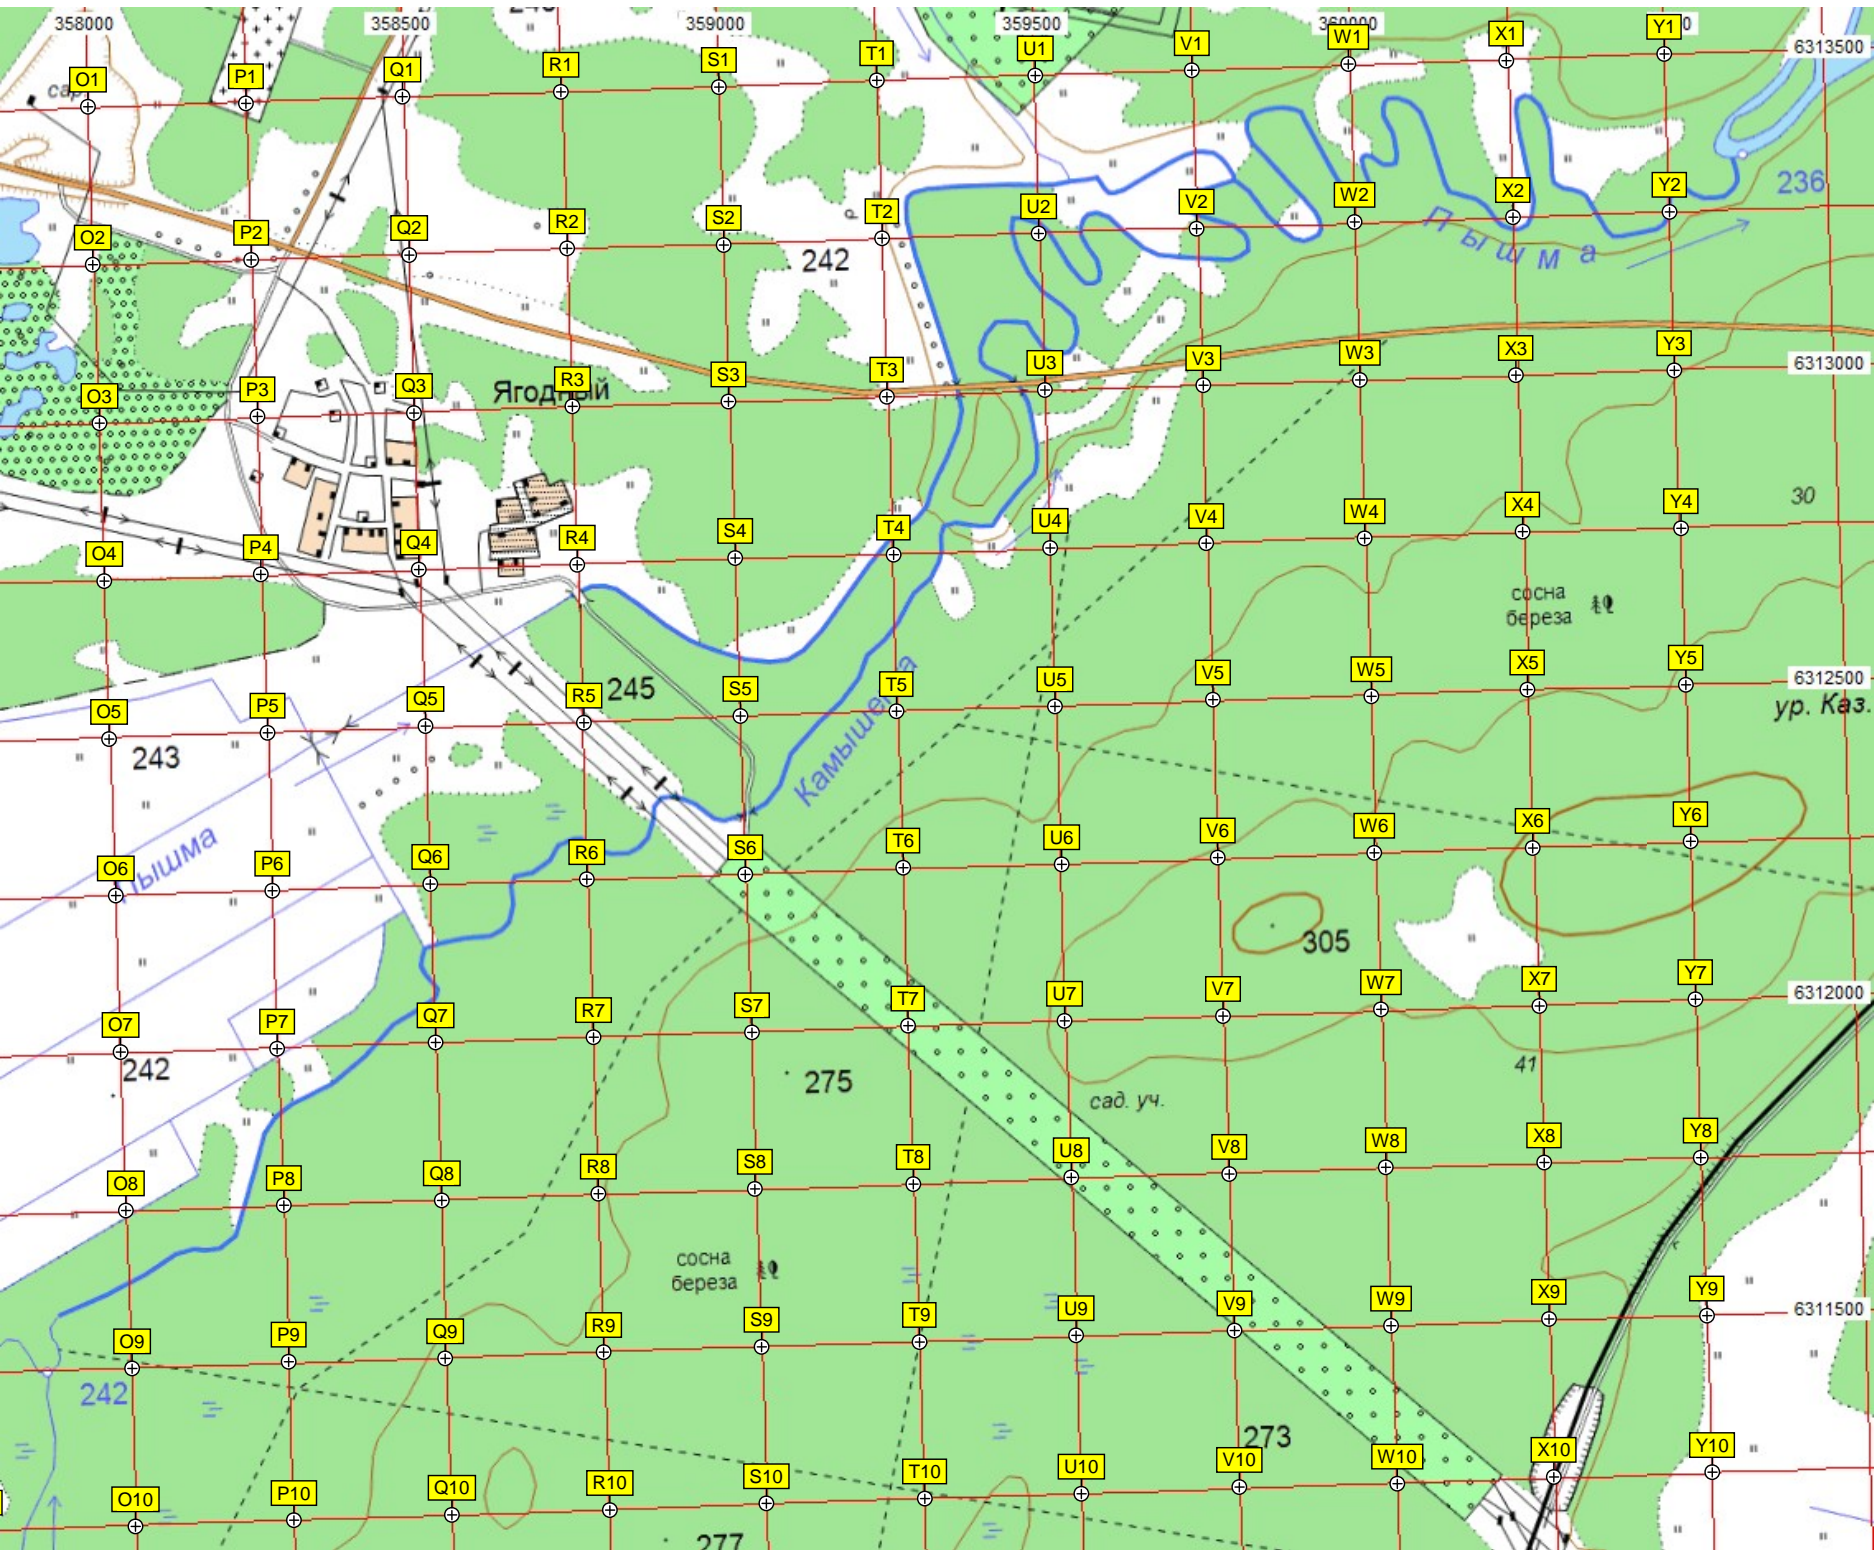 358000 358500 359000 359500 360000
O1 P1 Q1 R1 S1 T1 U1 V1 W1 X1 Y1 6313500
236
O2 P2 Q2 R2 S2 T2 U2 V2 W2 X2 Y2
242
Пышма
O3 P3 Q3 R3 S3 T3 U3 V3 W3 X3 Y3 6313000
Ягодный
30
O4 P4 Q4 R4 S4 T4 U4 V4 W4 X4 Y4
сосна
береза
O5 P5 Q5 R5 S5 T5 U5 V5 W5 X5 Y5 6312500
245
ур. Каз.
243
Камышенка
O6 P6 Q6 R6 S6 T6 U6 V6 W6 X6 Y6
ышма
305
O7 P7 Q7 R7 S7 T7 U7 V7 W7 X7 Y7 6312000
242
275
41
сад. уч.
O8 P8 Q8 R8 S8 T8 U8 V8 W8 X8 Y8
сосна
береза
O9 P9 Q9 R9 S9 T9 U9 V9 W9 X9 Y9 6311500
242
273
O10 P10 Q10 R10 S10 T10 U10 V10 W10 X10 Y10
277